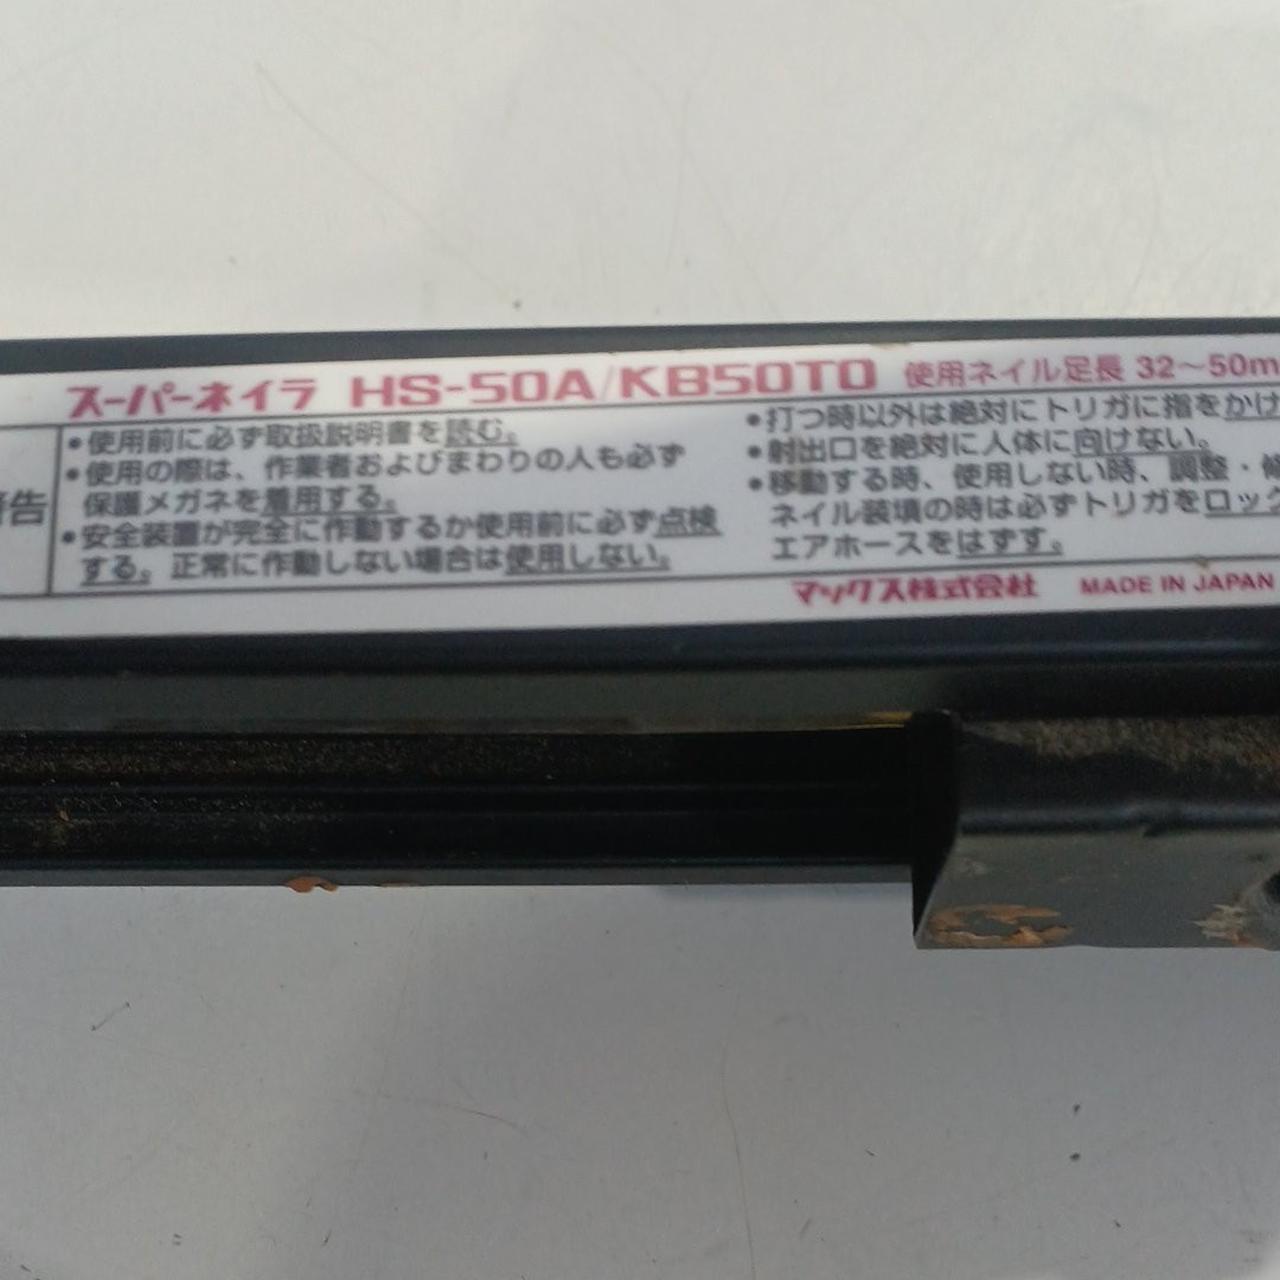 スーパーネイラ HS-50A/KB50TO 使用ネイル足長 32～50m
警告
•使用前に必ず取扱説明書を読む。
•使用の際は、作業者およびまわりの人も必ず
保護メガネを着用する。
•安全装置が完全に作動するか使用前に必ず点検
する。正常に作動しない場合は使用しない。
•打つ時以外は絶対にトリガに指をかけ
•射出口を絶対に人体に向けない。
•移動する時、使用しない時、調整・修
ネイル装填の時は必ずトリガをロック
エアホースをはずす。
マックス株式会社 MADE IN JAPAN